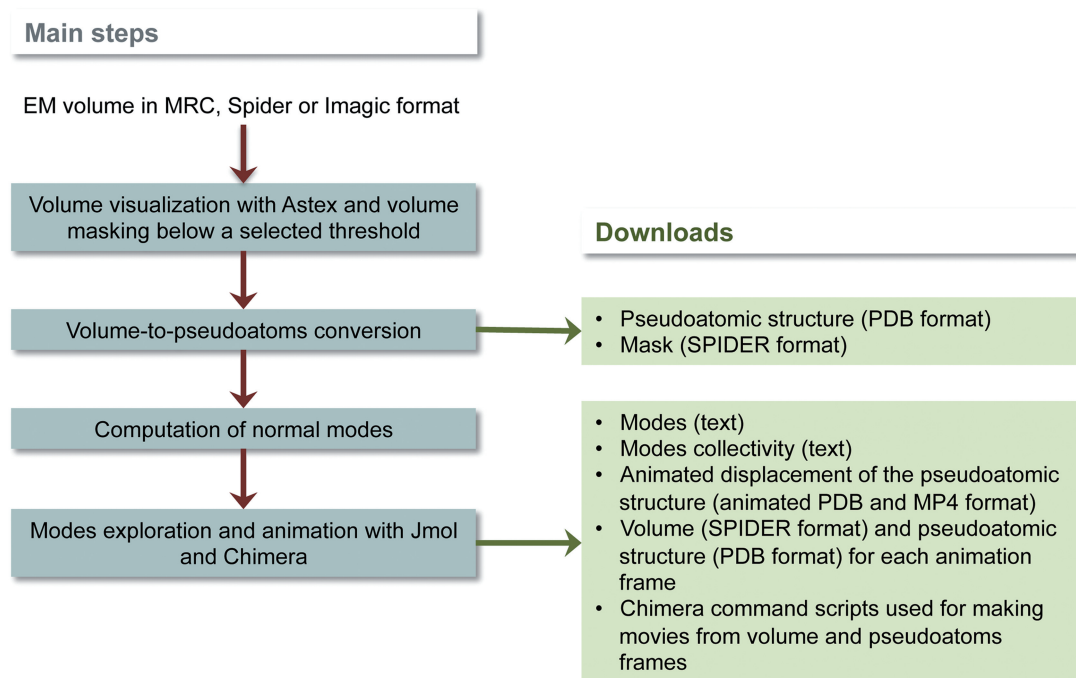 Main steps
EM volume in MRC, Spider or Imagic format
Volume visualization with Astex and volume
masking below a selected threshold
Volume-to-pseudoatoms conversion
Computation of normal modes
Modes exploration and animation with Jmol
and Chimera
Downloads
• Pseudoatomic structure (PDB format)
• Mask (SPIDER format)
• Modes (text)
• Modes collectivity (text)
• Animated displacement of the pseudoatomic
structure (animated PDB and MP4 format)
• Volume (SPIDER format) and pseudoatomic
structure (PDB format) for each animation
frame
• Chimera command scripts used for making
movies from volume and pseudoatoms
frames